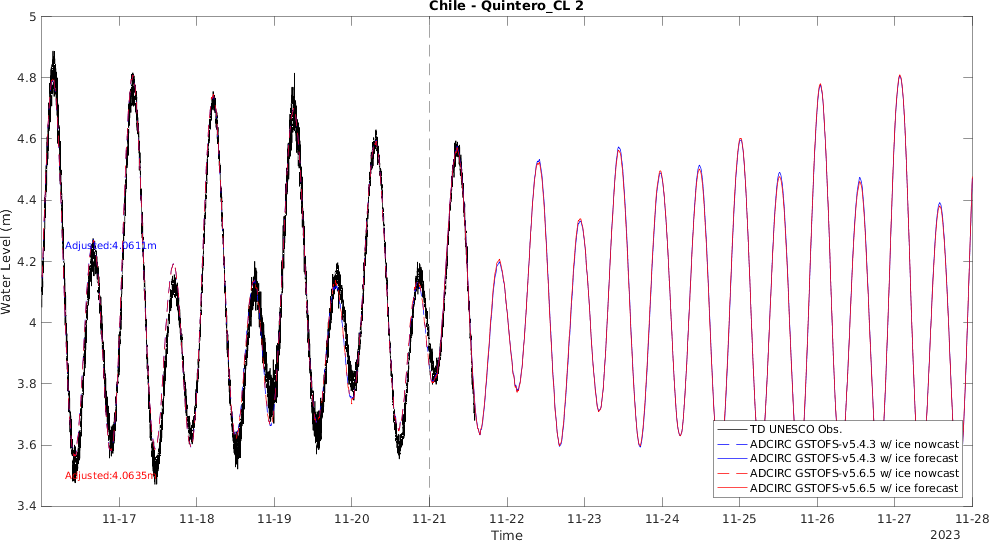 Chile - Quintero_CL 2
5
4.8
4.6
4.4
4.2
4
3.8
3.6
3.4
Water Level (m)
Adjusted:4.0611m
Adjusted:4.0635m
TD UNESCO Obs.
ADCIRC GSTOFS-v5.4.3 w/ ice nowcast
ADCIRC GSTOFS-v5.4.3 w/ ice forecast
ADCIRC GSTOFS-v5.6.5 w/ ice nowcast
ADCIRC GSTOFS-v5.6.5 w/ ice forecast
11-17 11-18 11-19 11-20 11-21 11-22 11-23 11-24 11-25 11-26 11-27 11-28
Time
2023